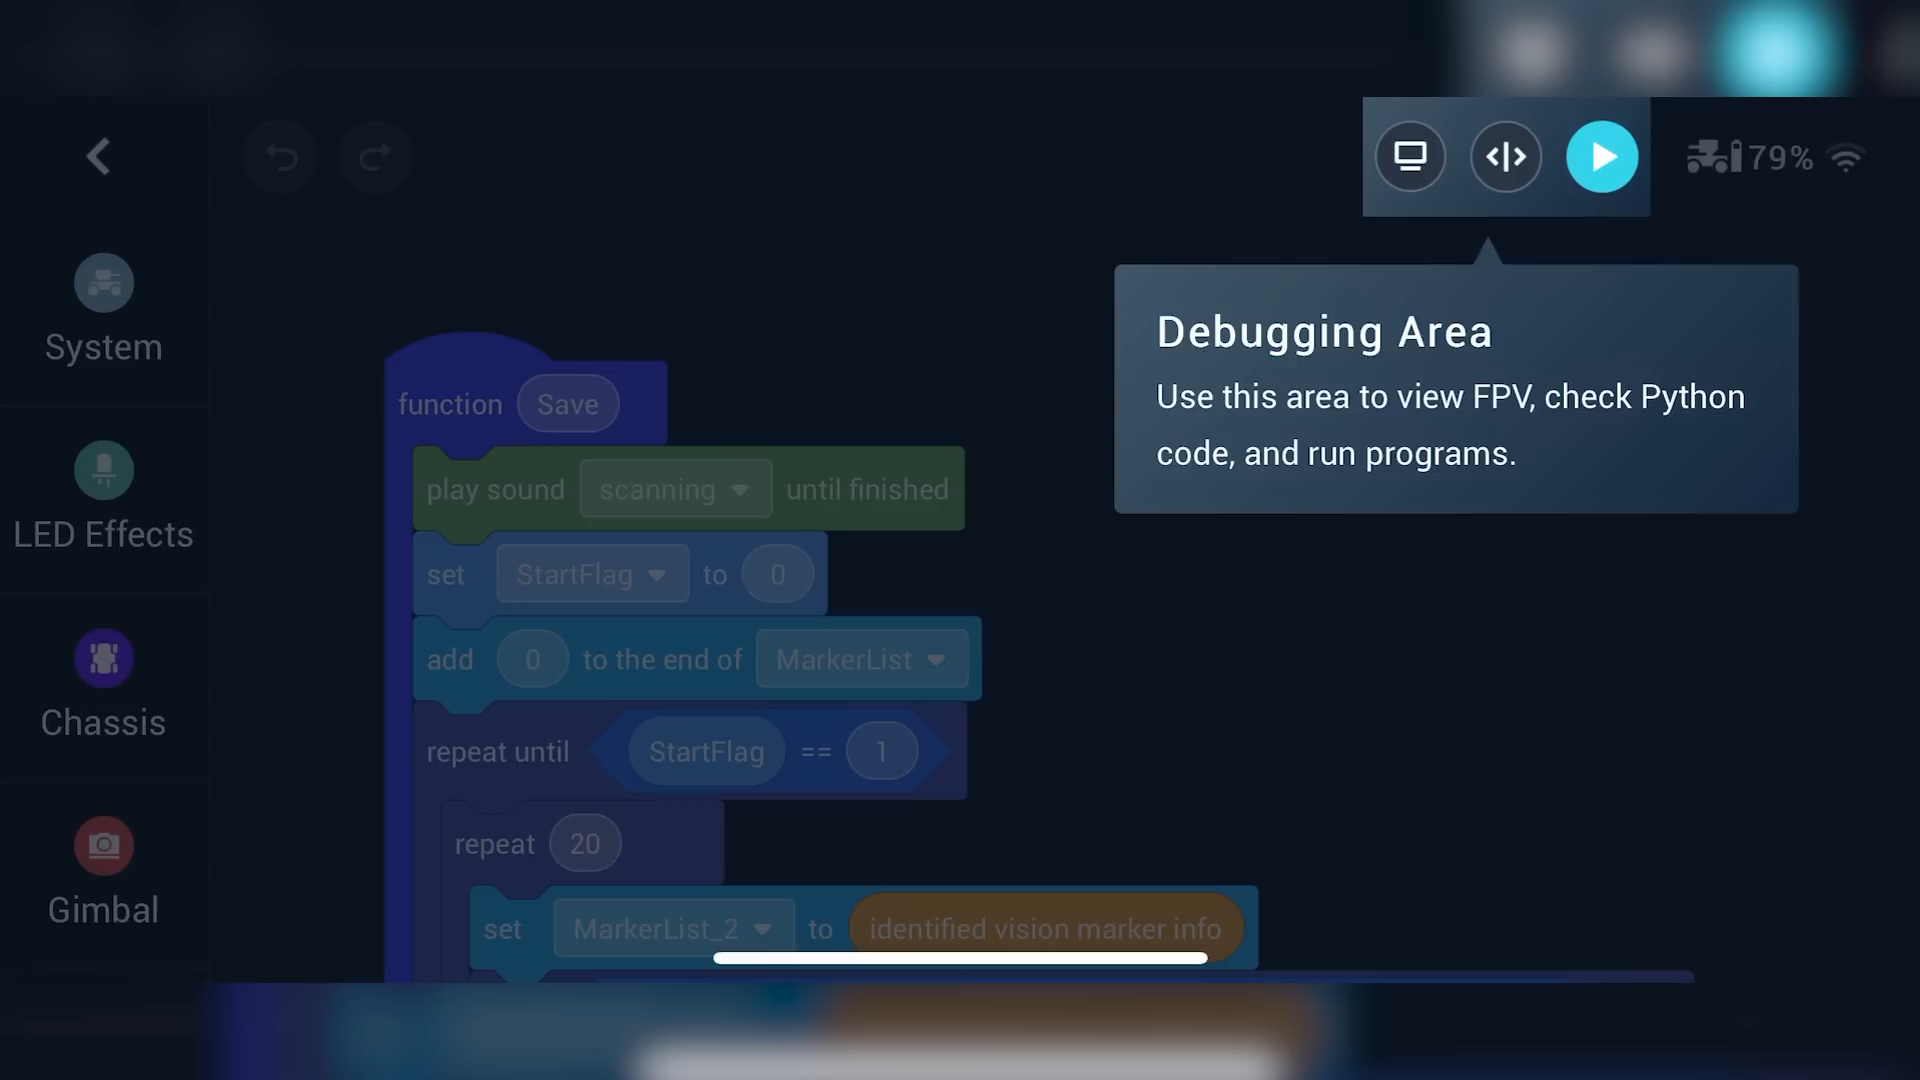 79%
System
LED Effects
Chassis
Gimbal
Debugging Area
Use this area to view FPV, check Python
code, and run programs.
function Save
play sound scanning until finished
set StartFlag to 0
add 0 to the end of MarkerList
repeat until StartFlag == 1
repeat 20
set MarkerList_2 to identified vision marker info